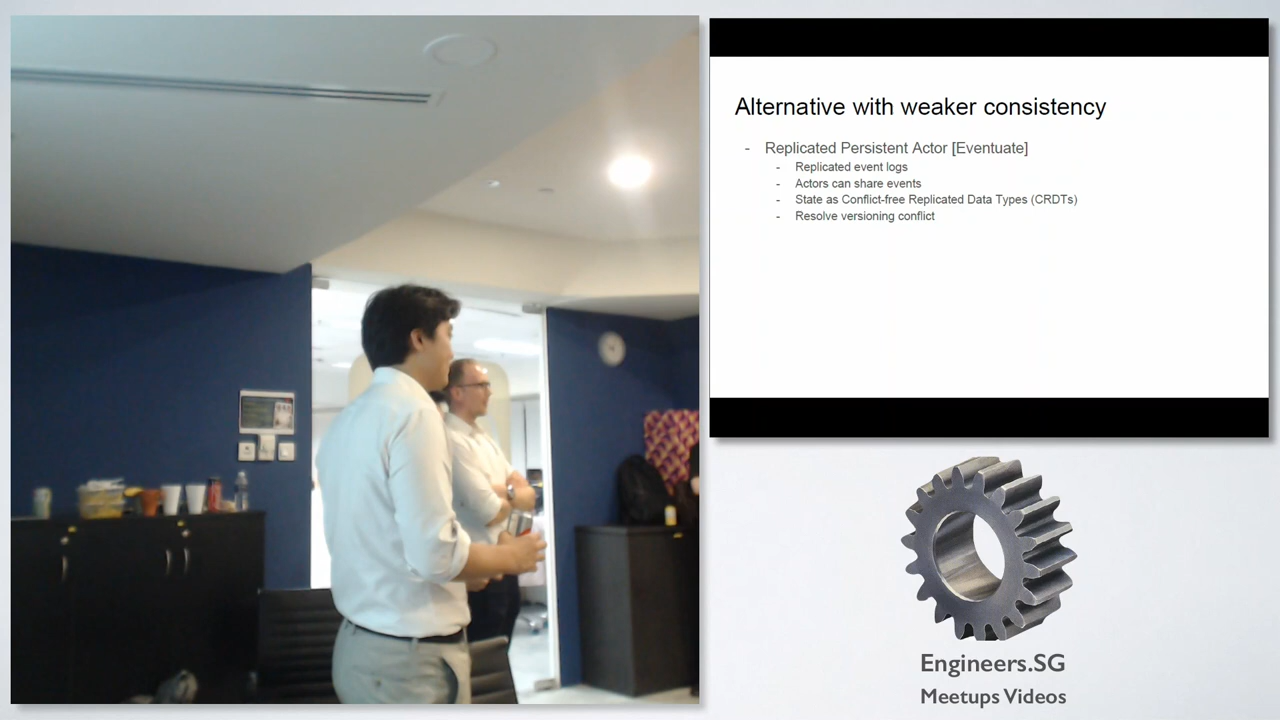 Alternative with weaker consistency
- Replicated Persistent Actor [Eventuate]
- Replicated event logs
- Actors can share events
- State as Conflict-free Replicated Data Types (CRDTs)
- Resolve versioning conflict
Engineers.SG
Meetups Videos